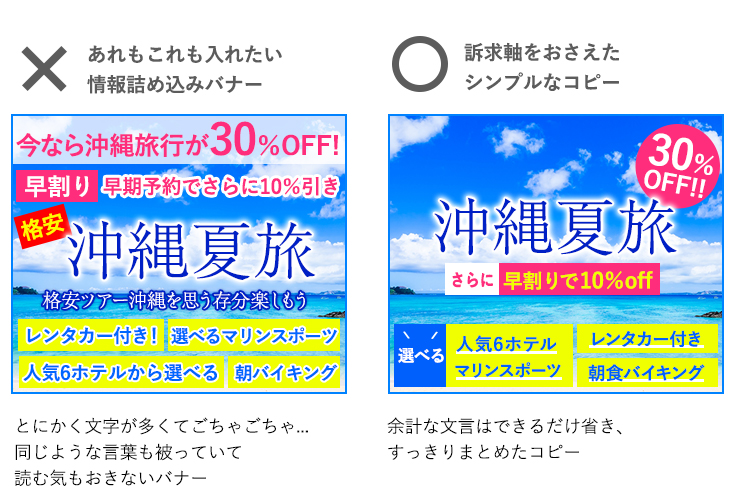 あれもこれも入れたい
情報詰め込みバナー
今なら沖縄旅行が30%OFF!
早割り 早期予約でさらに10%引き
格安
沖縄夏旅
格安ツアー沖縄を思う存分楽しもう
レンタカー付き! 選べるマリンスポーツ
人気6ホテルから選べる 朝バイキング
とにかく文字が多くてごちゃごちゃ…
同じような言葉も被っていて
読む気もおきないバナー
訴求軸をおさえた
シンプルなコピー
30%
OFF!!
沖縄夏旅
さらに 早割りで10%off
選べる
人気6ホテル
マリンスポーツ
レンタカー付き
朝食バイキング
余計な文言はできるだけ省き、
すっきりまとめたコピー